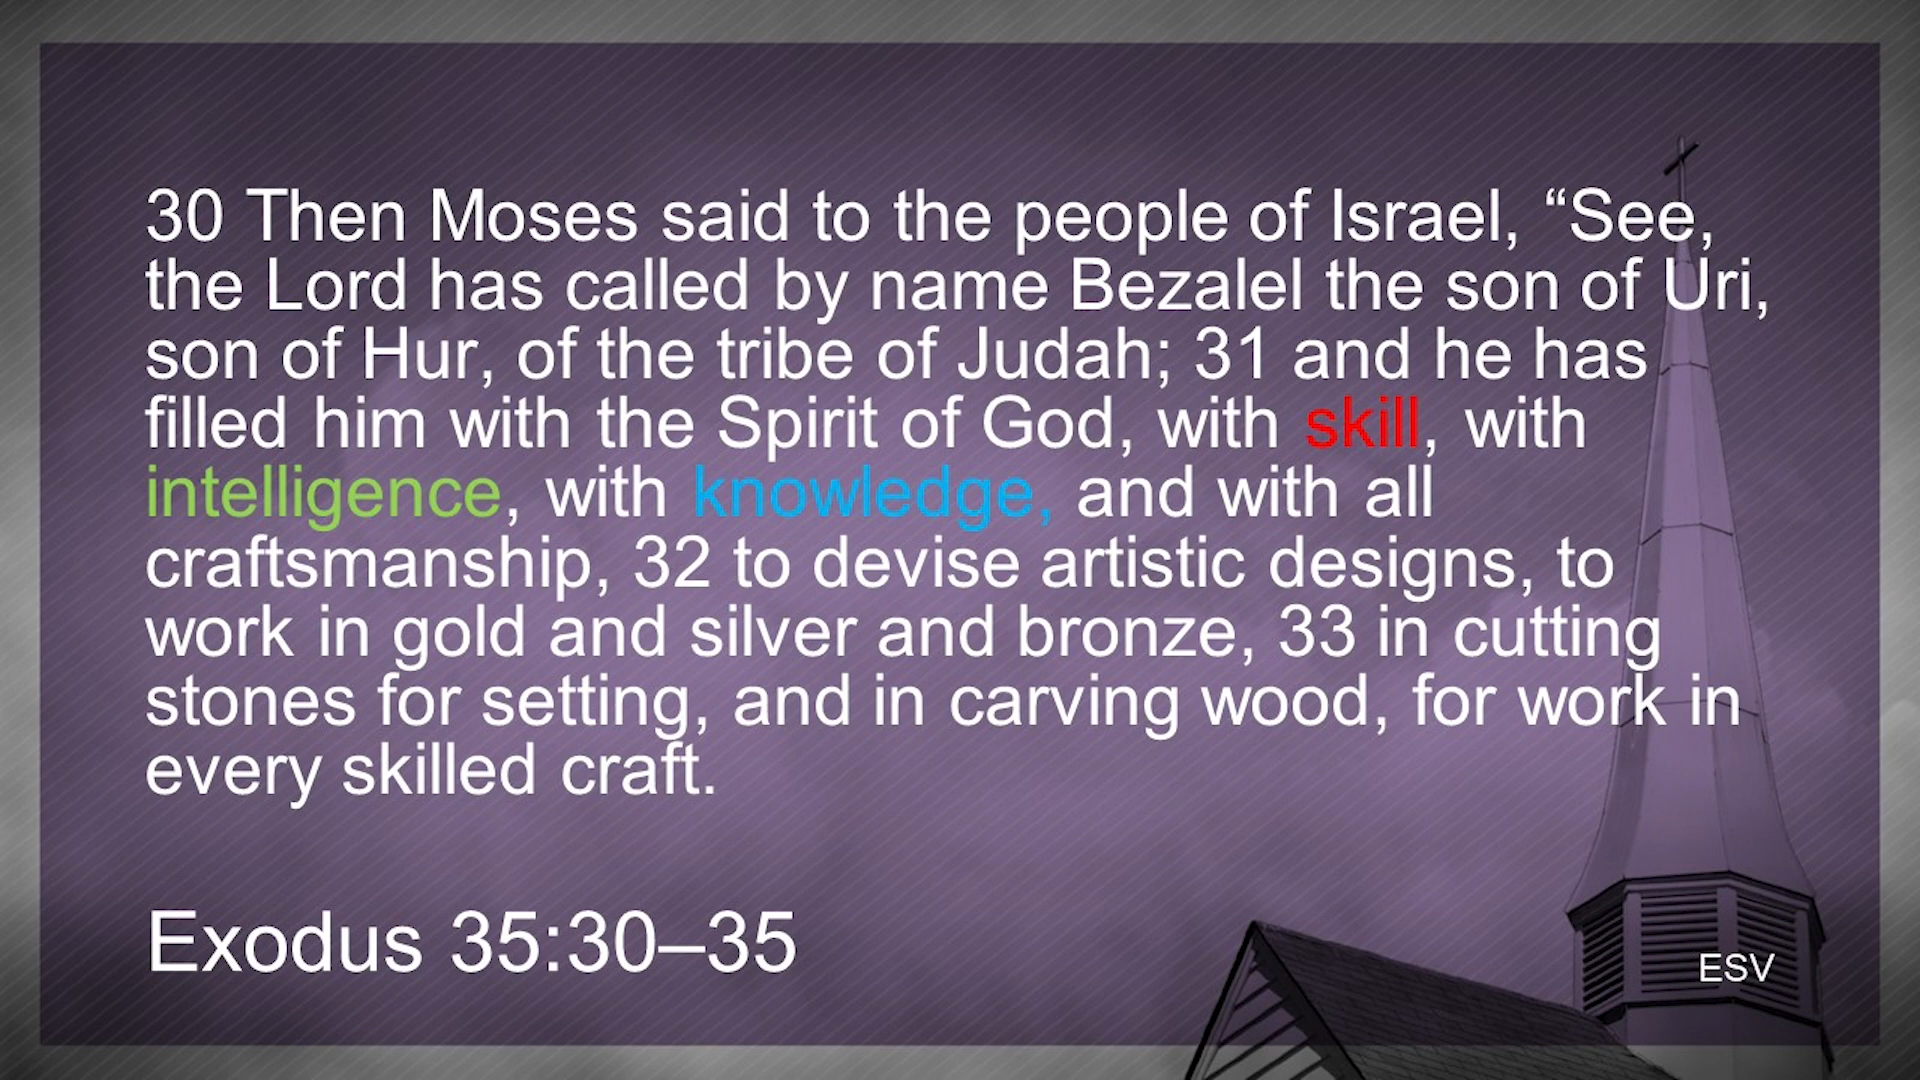 30 Then Moses said to the people of Israel, “See,
the Lord has called by name Bezalel the son of Uri,
son of Hur, of the tribe of Judah; 31 and he has
filled him with the Spirit of God, with skill, with
intelligence, with knowledge, and with all
craftsmanship, 32 to devise artistic designs, to
work in gold and silver and bronze, 33 in cutting
stones for setting, and in carving wood, for work in
every skilled craft.
Exodus 35:30–35
ESV